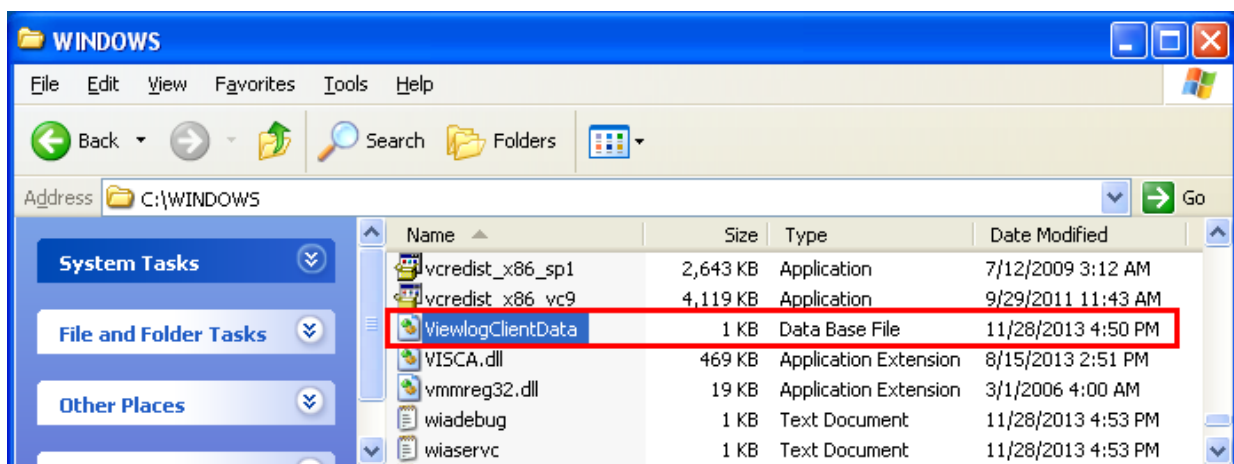 WINDOWS
File Edit View Favorites Tools Help
Back Search Folders
Address C:\WINDOWS Go
System Tasks
File and Folder Tasks
Other Places
Name Size Type Date Modified
vcredist_x86_sp1 2,643 KB Application 7/12/2009 3:12 AM
vcredist_x86_vc9 4,119 KB Application 9/29/2011 11:43 AM
ViewlogClientData 1 KB Data Base File 11/28/2013 4:50 PM
VISCA.dll 469 KB Application Extension 8/15/2013 2:51 PM
vmmreg32.dll 19 KB Application Extension 3/1/2006 4:00 AM
wiadebug 1 KB Text Document 11/28/2013 4:53 PM
wiaservc 1 KB Text Document 11/28/2013 4:53 PM